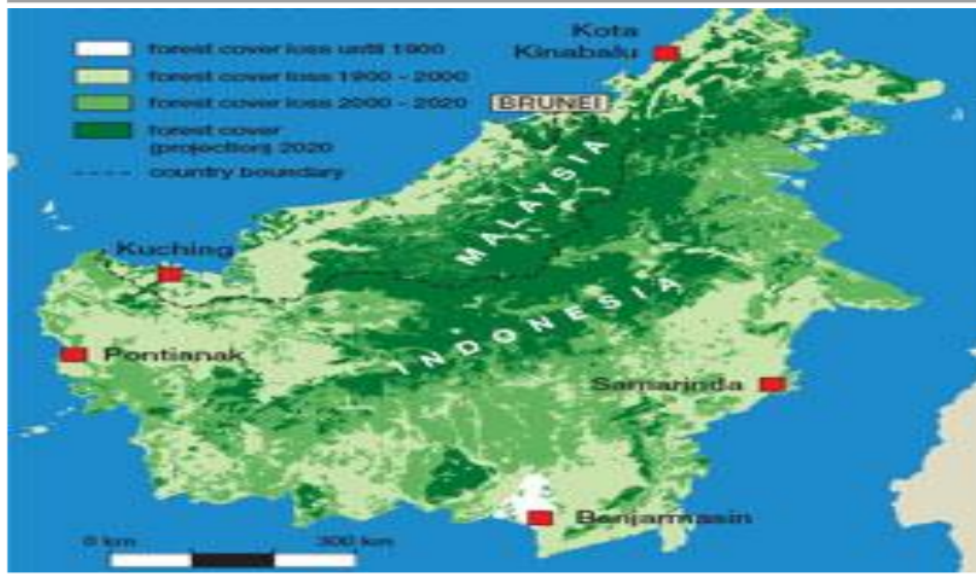 forest cover loss until 1900
forest cover loss 1900 - 2000
forest cover loss 2000 - 2020
forest cover
(projection) 2020
country boundary
Kota
Kinabalu
BRUNEI
MALAYSIA
Kuching
INDONESIA
Pontianak
Samarinda
Banjarmasin
0 km
300 km